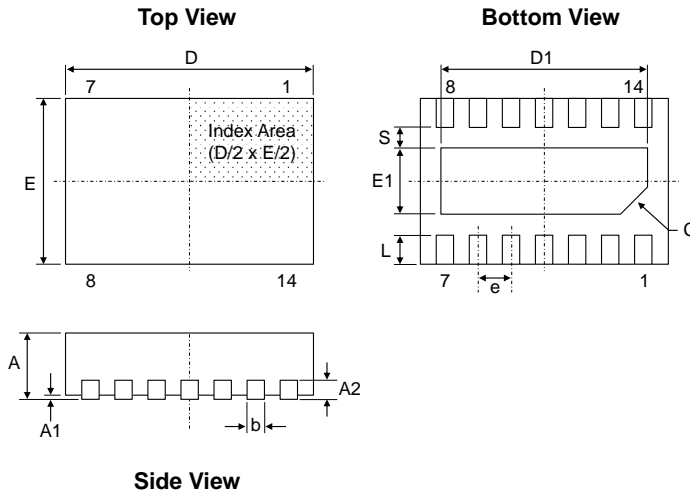 Top View
Bottom View
D
7 1
Index Area
(D/2 x E/2)
E
8 14
D1
8 14
S
E1
C
L
7 1
e
A
A1
A2
b
Side View